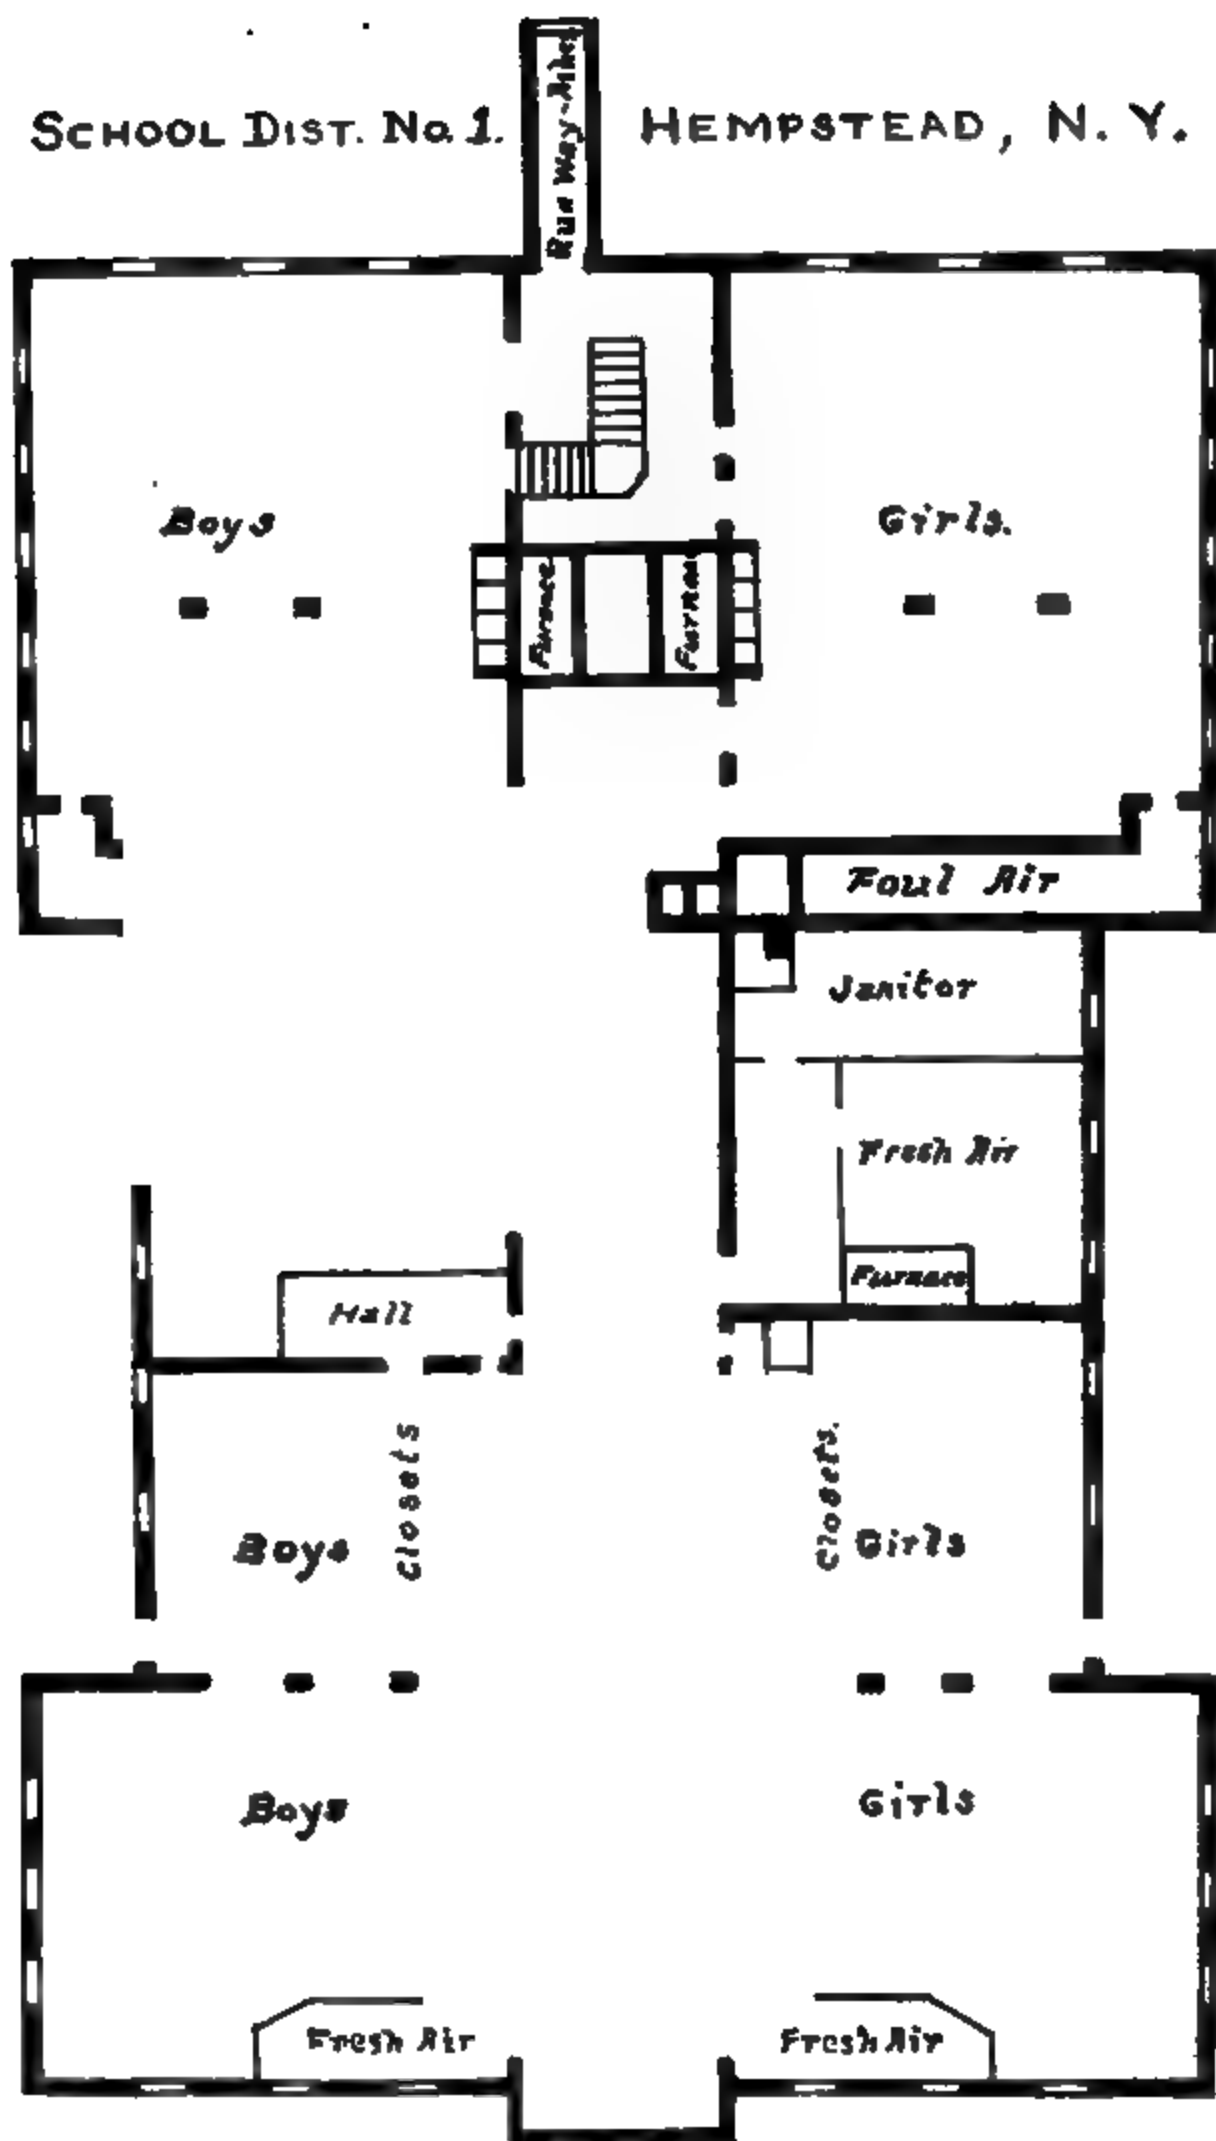 SCHOOL DIST. No 1. HEMPSTEAD, N. Y.
Run Way-Ashes
Boys
Girls.
Furnace
Furnace
Foul Air
Janitor
Fresh Air
Furnace
Hall
Closets
Closets.
Boys
Girls
Boys
Girls
Fresh Air
Fresh Air